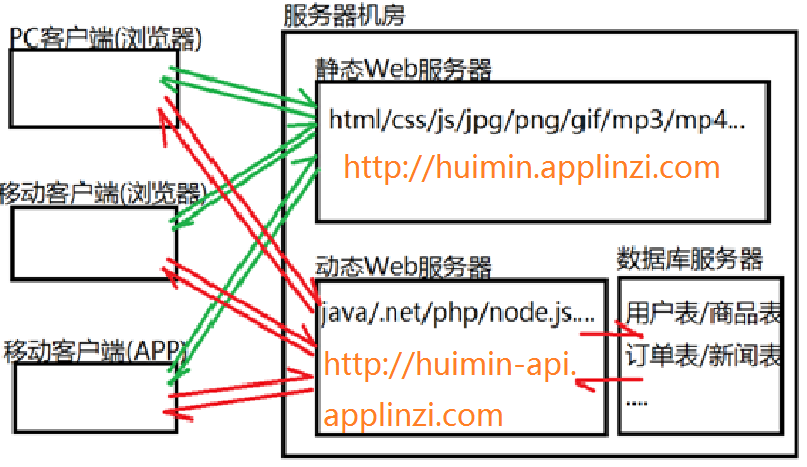 服务器机房
PC客户端(浏览器)
静态Web服务器
html/css/js/jpg/png/gif/mp3/mp4...
http://huimin.applinzi.com
移动客户端(浏览器)
动态Web服务器
数据库服务器
java/.net/php/node.js....
用户表/商品表
移动客户端(APP)
http://huimin-api.
订单表/新闻表
applinzi.com
....